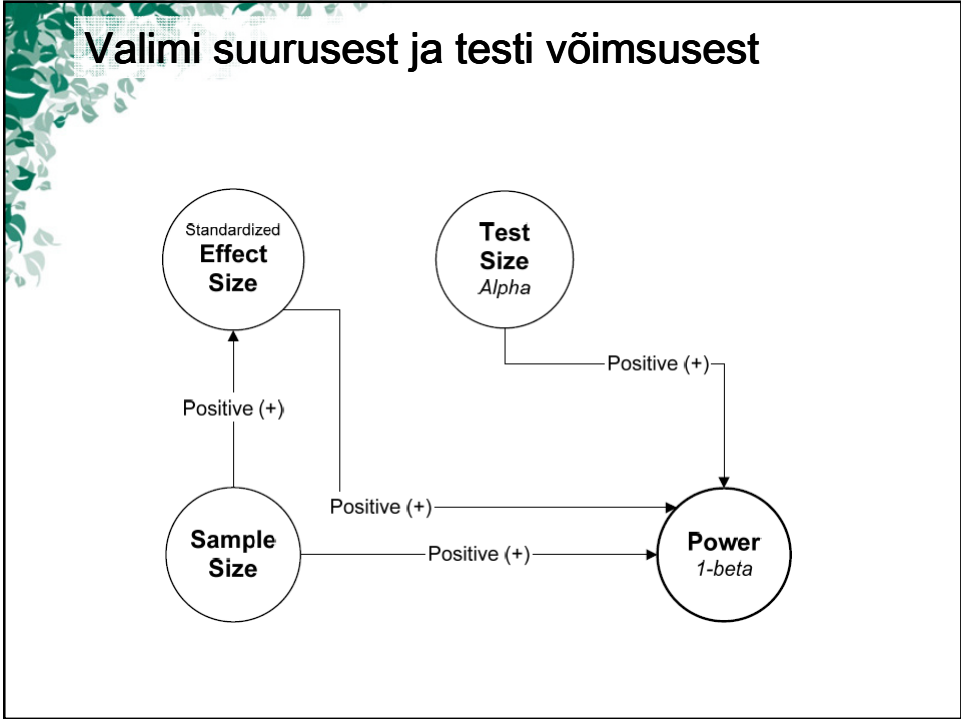 Valimi suurusest ja testi võimsusest
Standardized
Effect
Size
Test
Size
Alpha
Positive (+)
Positive (+)
Positive (+)
Sample
Size
Positive (+)
Power
1-beta